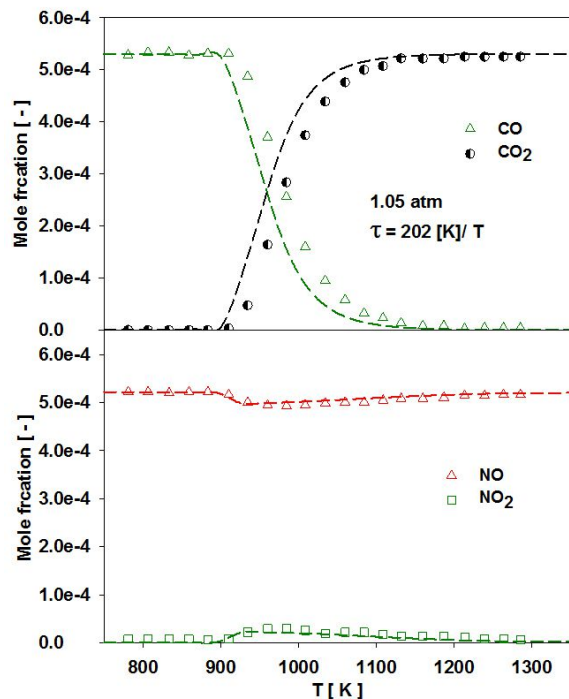 6.0e-4
5.0e-4
4.0e-4
3.0e-4
2.0e-4
1.0e-4
0.0
Mole frcation [ - ]
CO
CO2
1.05 atm
τ = 202 [K]/ T
6.0e-4
5.0e-4
4.0e-4
3.0e-4
2.0e-4
1.0e-4
0.0
Mole frcation [ - ]
NO
NO2
800 900 1000 1100 1200 1300
T [ K ]